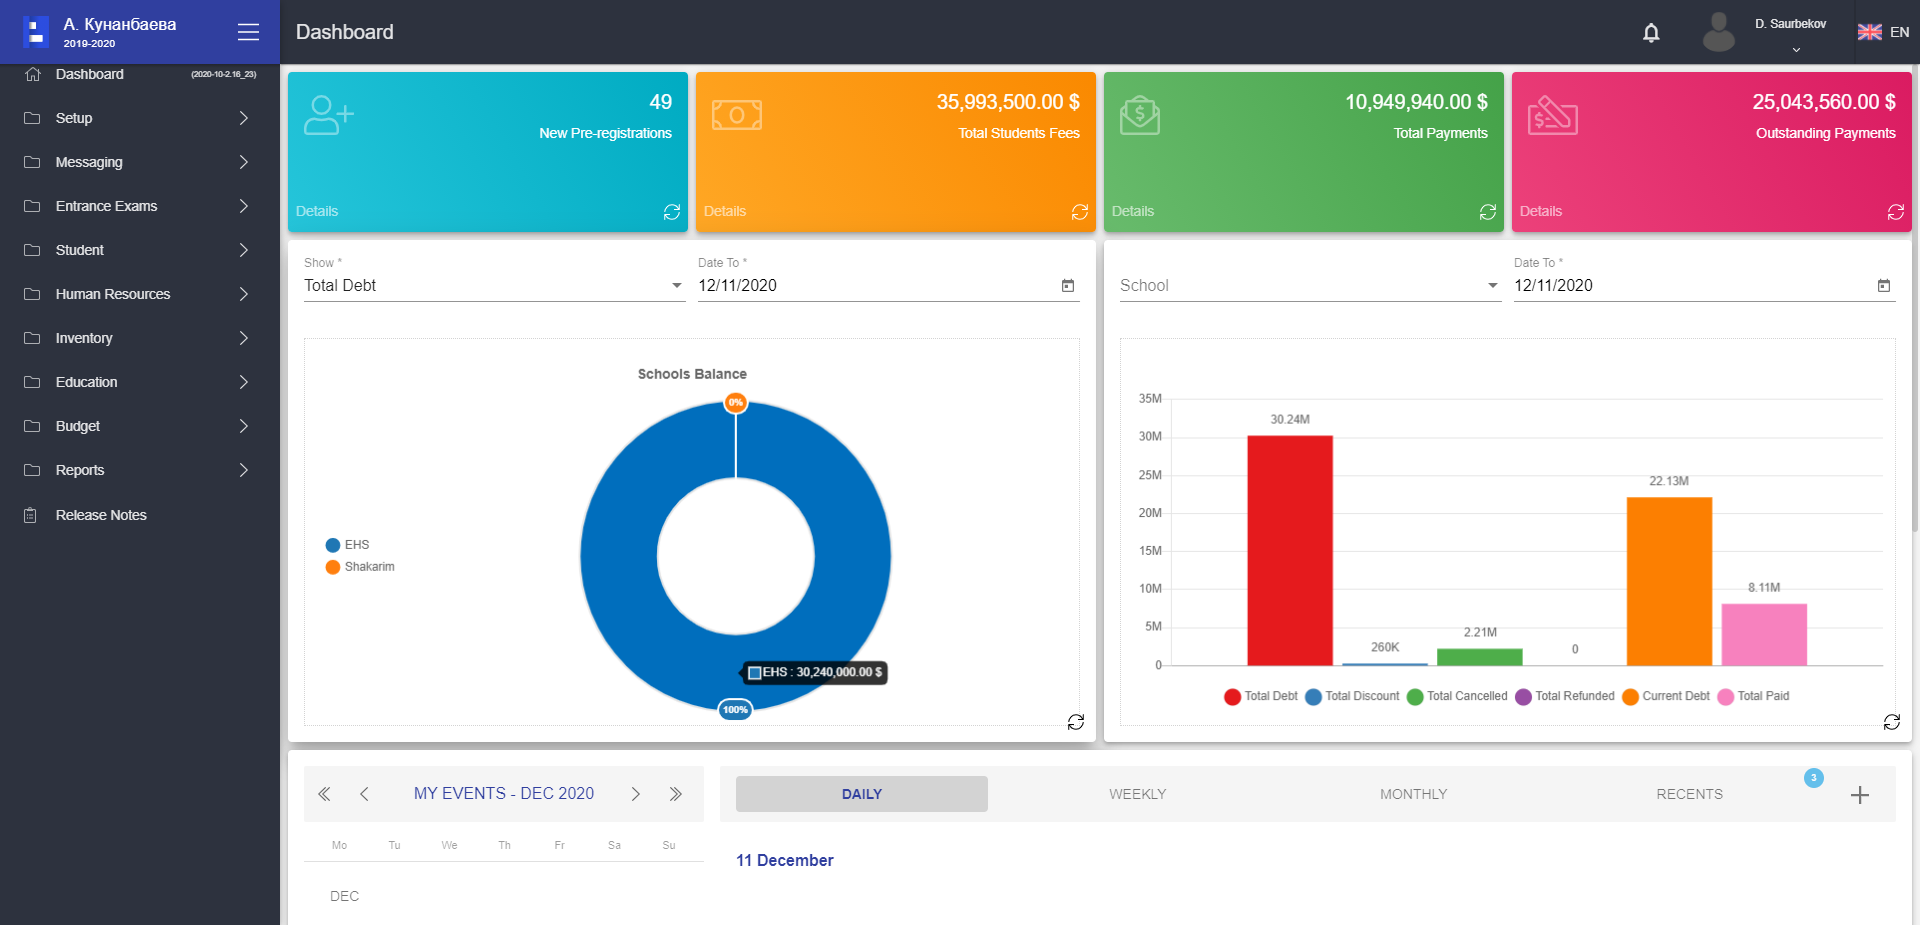 А. Кунанбаева
2019-2020
Dashboard
D. Saurbekov
EN
Dashboard
(2020-10-2.16_23)
Setup
Messaging
Entrance Exams
Student
Human Resources
Inventory
Education
Budget
Reports
Release Notes
49
New Pre-registrations
Details
35,993,500.00 $
Total Students Fees
Details
10,949,940.00 $
Total Payments
Details
25,043,560.00 $
Outstanding Payments
Details
Show *
Total Debt
Date To *
12/11/2020
Schools Balance
0%
EHS
Shakarim
EHS : 30,240,000.00 $
100%
School
Date To *
12/11/2020
35M
30M
25M
20M
15M
10M
5M
0
30.24M
260K
2.21M
0
22.13M
8.11M
Total Debt Total Discount Total Cancelled Total Refunded Current Debt Total Paid
MY EVENTS - DEC 2020
Mo Tu We Th Fr Sa Su
DEC
DAILY WEEKLY MONTHLY RECENTS 3
11 December